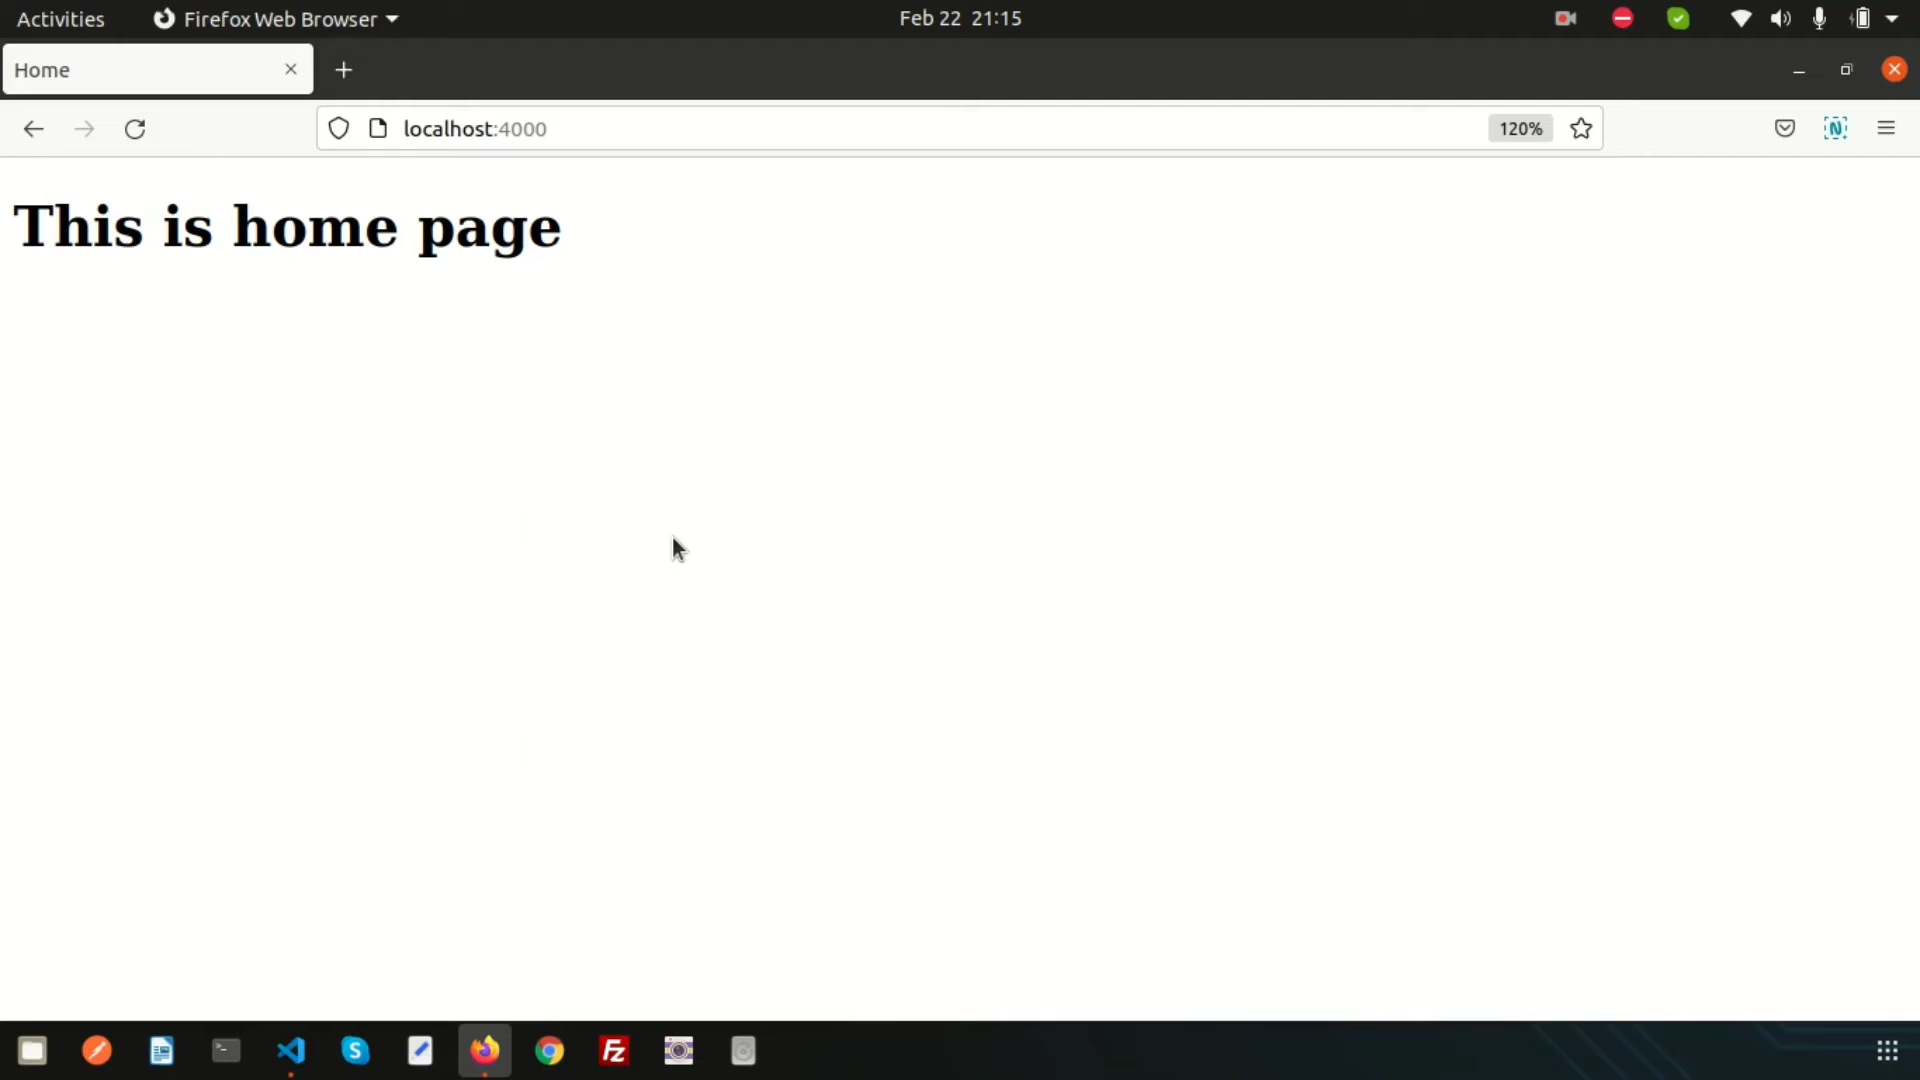 Activities
Firefox Web Browser
Feb 22 21:15
Home
localhost:4000
120%
This is home page